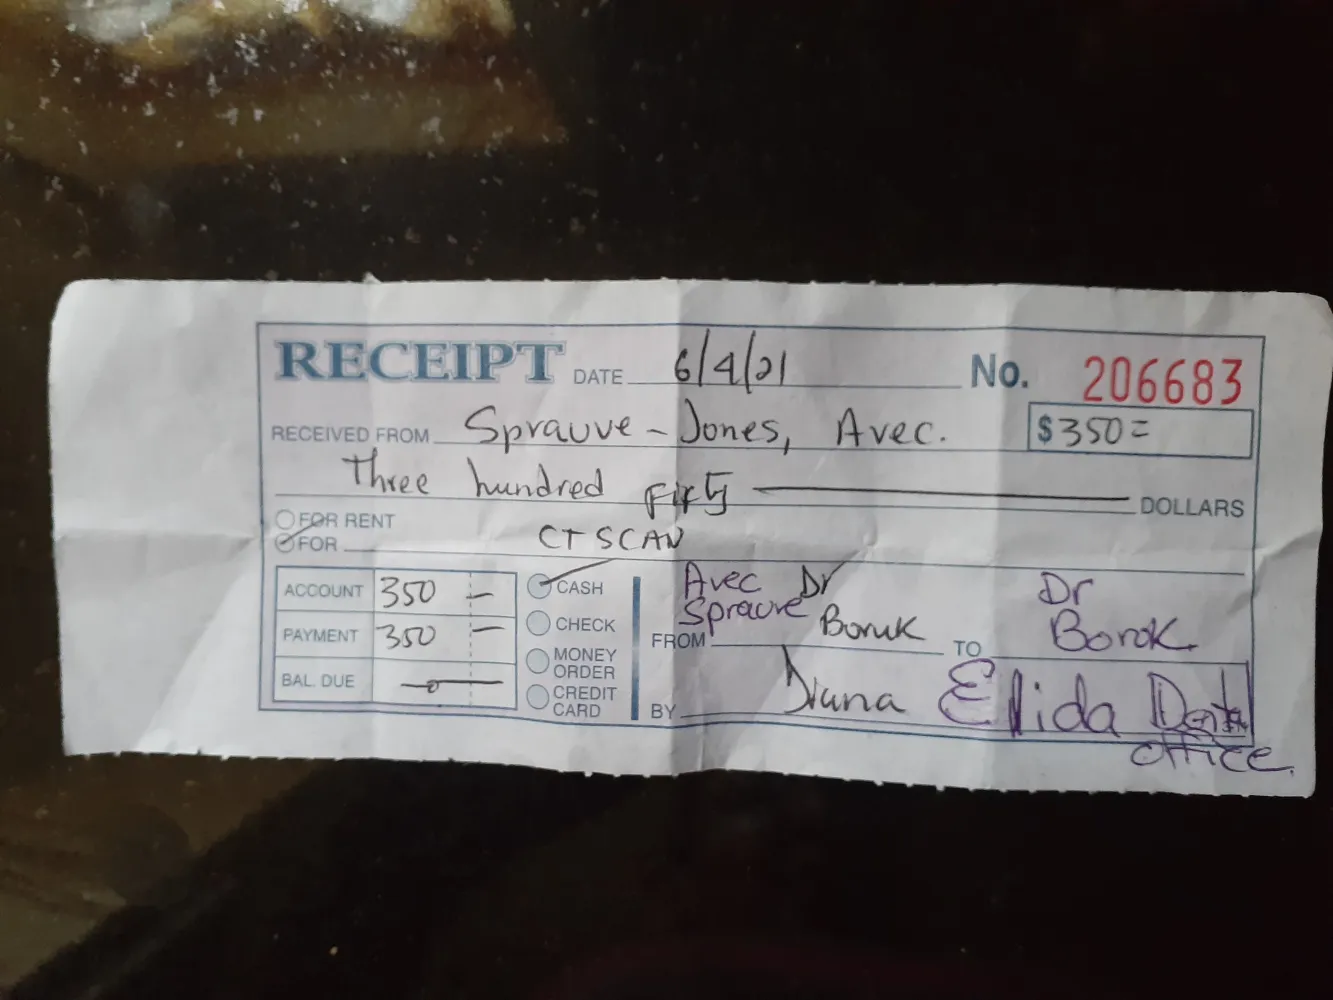 RECEIPT DATE 6/4/21 No. 206683
RECEIVED FROM Sprauve - Jones, Avec. $350=
Three hundred fifty DOLLARS
FOR RENT
FOR CT SCAN
ACCOUNT 350 —
PAYMENT 350 —
BAL. DUE —0—
CASH
CHECK
MONEY ORDER
CREDIT CARD
Avec Dr
Sprauve Boruk
FROM
Dr
TO Borok.
BY Diana Elida Dental
office.